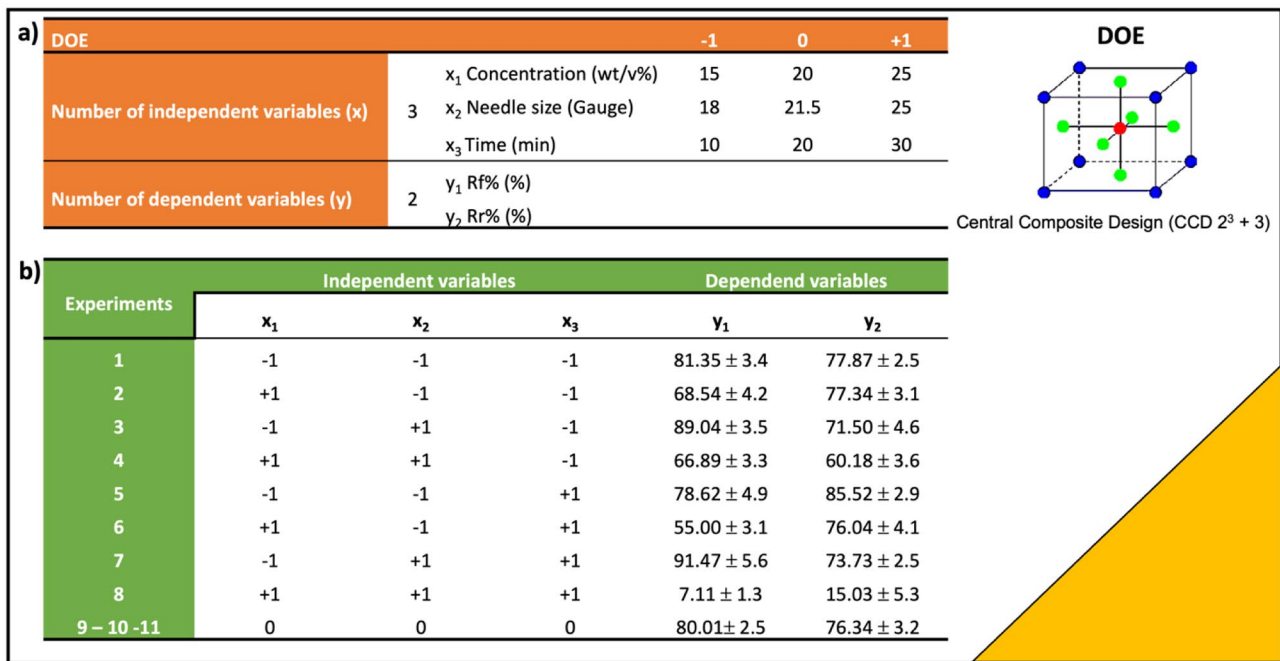 a) DOE -1 0 +1 DOE
Number of independent variables (x) 3 x₁ Concentration (wt/v%) 15 20 25
x₂ Needle size (Gauge) 18 21.5 25
x₃ Time (min) 10 20 30
Number of dependent variables (y) 2 y₁ Rf% (%)
y₂ Rr% (%)
Central Composite Design (CCD 2³ + 3)
b) Experiments Independent variables Dependend variables
x₁ x₂ x₃ y₁ y₂
1 -1 -1 -1 81.35 ± 3.4 77.87 ± 2.5
2 +1 -1 -1 68.54 ± 4.2 77.34 ± 3.1
3 -1 +1 -1 89.04 ± 3.5 71.50 ± 4.6
4 +1 +1 -1 66.89 ± 3.3 60.18 ± 3.6
5 -1 -1 +1 78.62 ± 4.9 85.52 ± 2.9
6 +1 -1 +1 55.00 ± 3.1 76.04 ± 4.1
7 -1 +1 +1 91.47 ± 5.6 73.73 ± 2.5
8 +1 +1 +1 7.11 ± 1.3 15.03 ± 5.3
9 – 10 -11 0 0 0 80.01± 2.5 76.34 ± 3.2